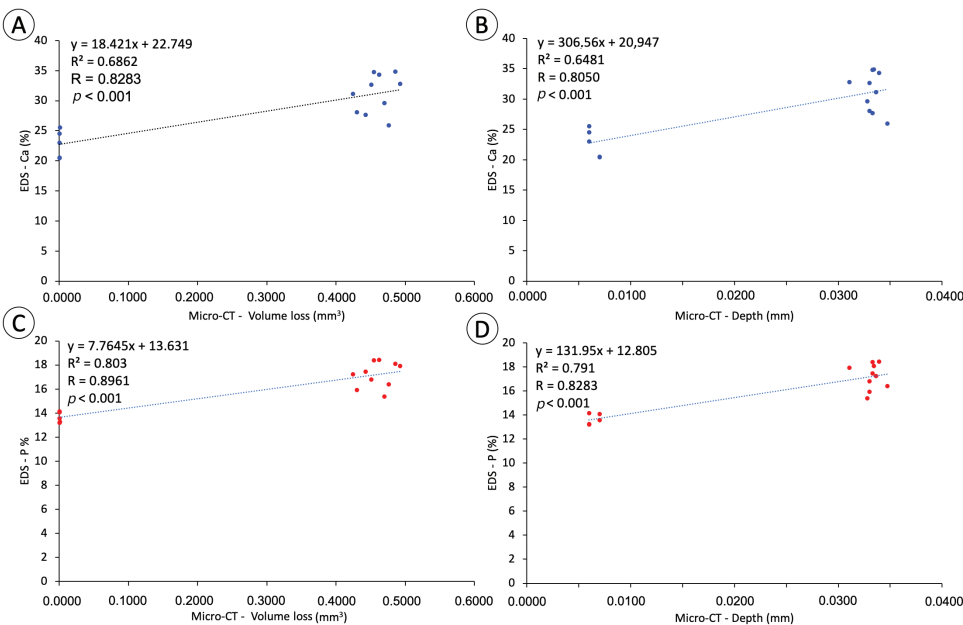 A
y = 18.421x + 22.749
R² = 0.6862
R = 0.8283
p < 0.001
40
35
30
25
20
15
10
5
0
EDS - Ca (%)
0.0000 0.1000 0.2000 0.3000 0.4000 0.5000 0.6000
Micro-CT - Volume loss (mm³)
B
y = 306,56x + 20,947
R² = 0.6481
R = 0.8050
p < 0.001
40
35
30
25
20
15
10
5
0
EDS - Ca (%)
0.0000 0.0100 0.0200 0.0300 0.0400
Micro-CT - Depth (mm)
C
y = 7.7645x + 13.631
R² = 0.803
R = 0.8961
p < 0.001
20
18
16
14
12
10
8
6
4
2
0
EDS - P %
0.0000 0.1000 0.2000 0.3000 0.4000 0.5000 0.6000
Micro-CT - Volume loss (mm³)
D
y = 131.95x + 12.805
R² = 0.791
R = 0.8283
p < 0.001
20
18
16
14
12
10
8
6
4
2
0
EDS - P (%)
0.0000 0.0100 0.0200 0.0300 0.0400
Micro-CT - Depth (mm)